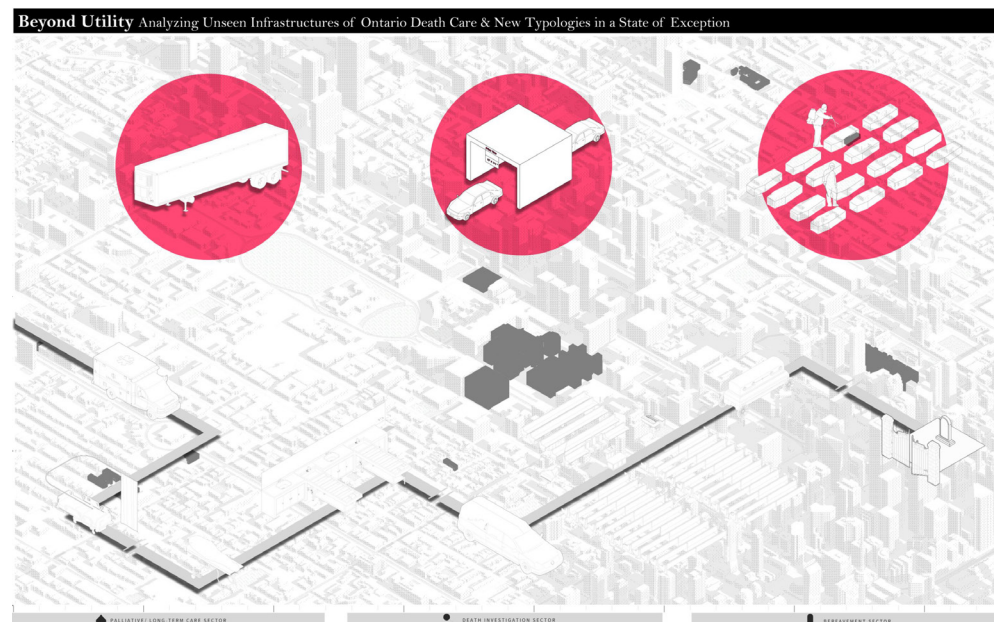 Beyond Utility Analyzing Unseen Infrastructures of Ontario Death Care & New Typologies in a State of Exception
PALLIATIVE/ LONG-TERM CARE SECTOR
DEATH INVESTIGATION SECTOR
BEREAVEMENT SECTOR